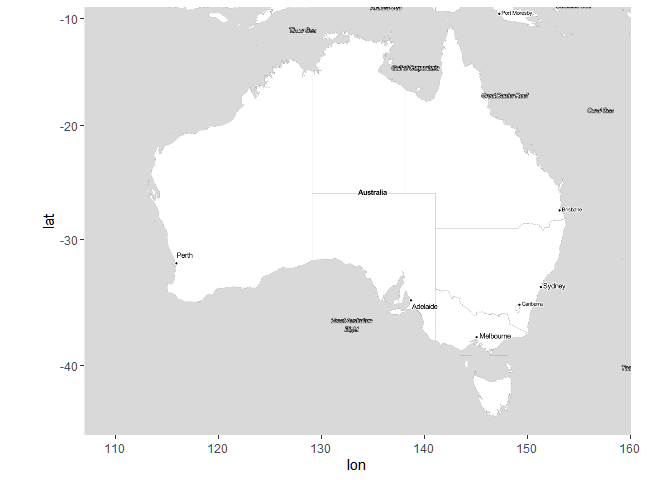 -10
-20
-30
-40
lat
Port Moresby
Timor Sea
Gulf of Carpentaria
Great Barrier Reef
Coral Sea
Australia
Brisbane
Perth
Sydney
Canberra
Adelaide
Great Australian
Bight
Melbourne
110
120
130
140
150
160
lon